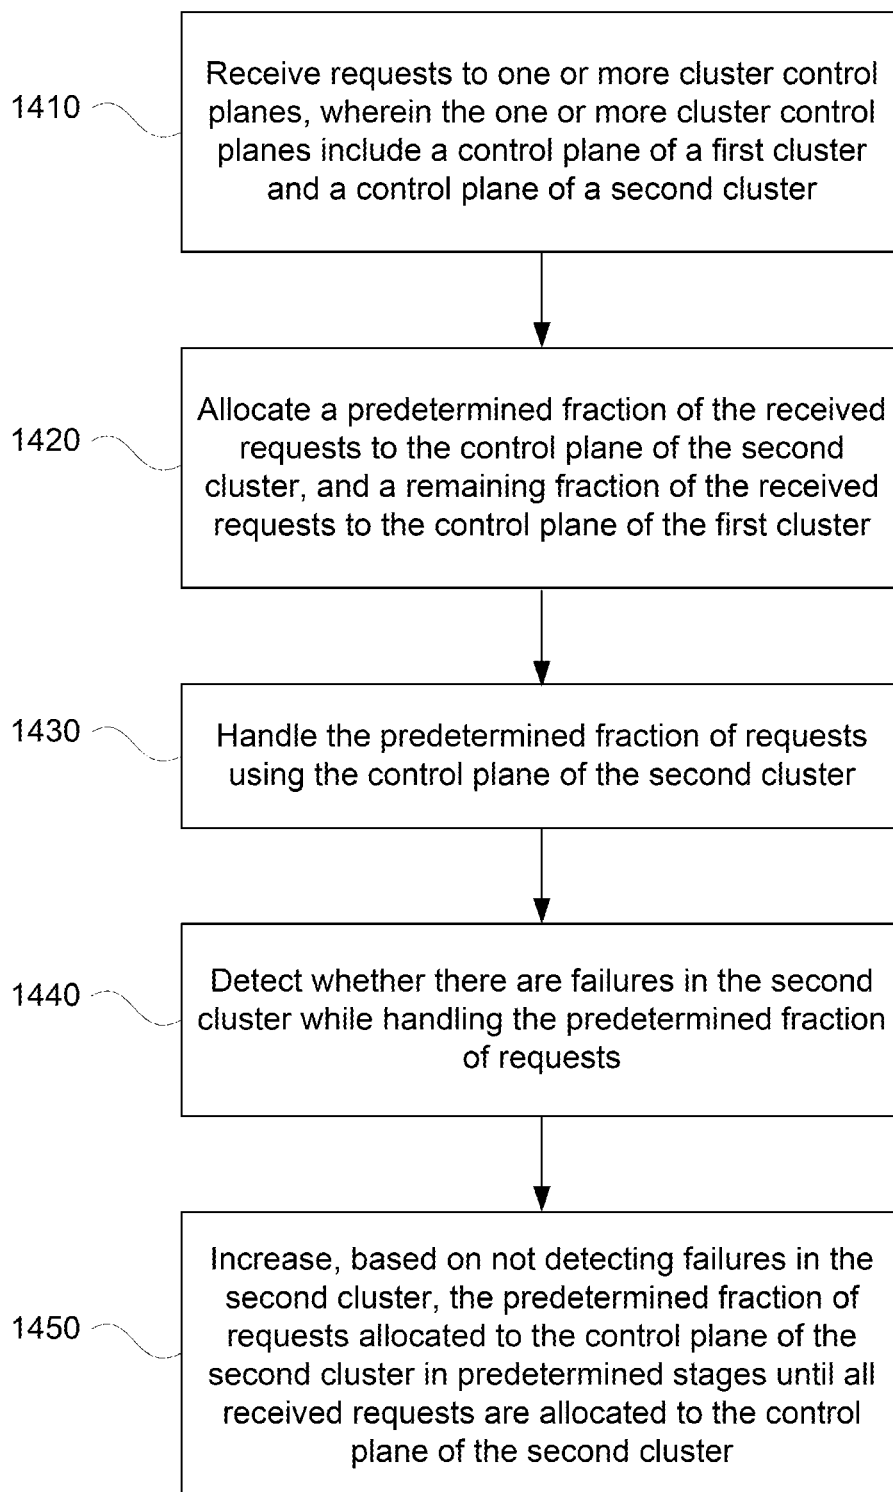 1410
Receive requests to one or more cluster control
planes, wherein the one or more cluster control
planes include a control plane of a first cluster
and a control plane of a second cluster
1420
Allocate a predetermined fraction of the received
requests to the control plane of the second
cluster, and a remaining fraction of the received
requests to the control plane of the first cluster
1430
Handle the predetermined fraction of requests
using the control plane of the second cluster
1440
Detect whether there are failures in the second
cluster while handling the predetermined fraction
of requests
1450
Increase, based on not detecting failures in the
second cluster, the predetermined fraction of
requests allocated to the control plane of the
second cluster in predetermined stages until all
received requests are allocated to the control
plane of the second cluster